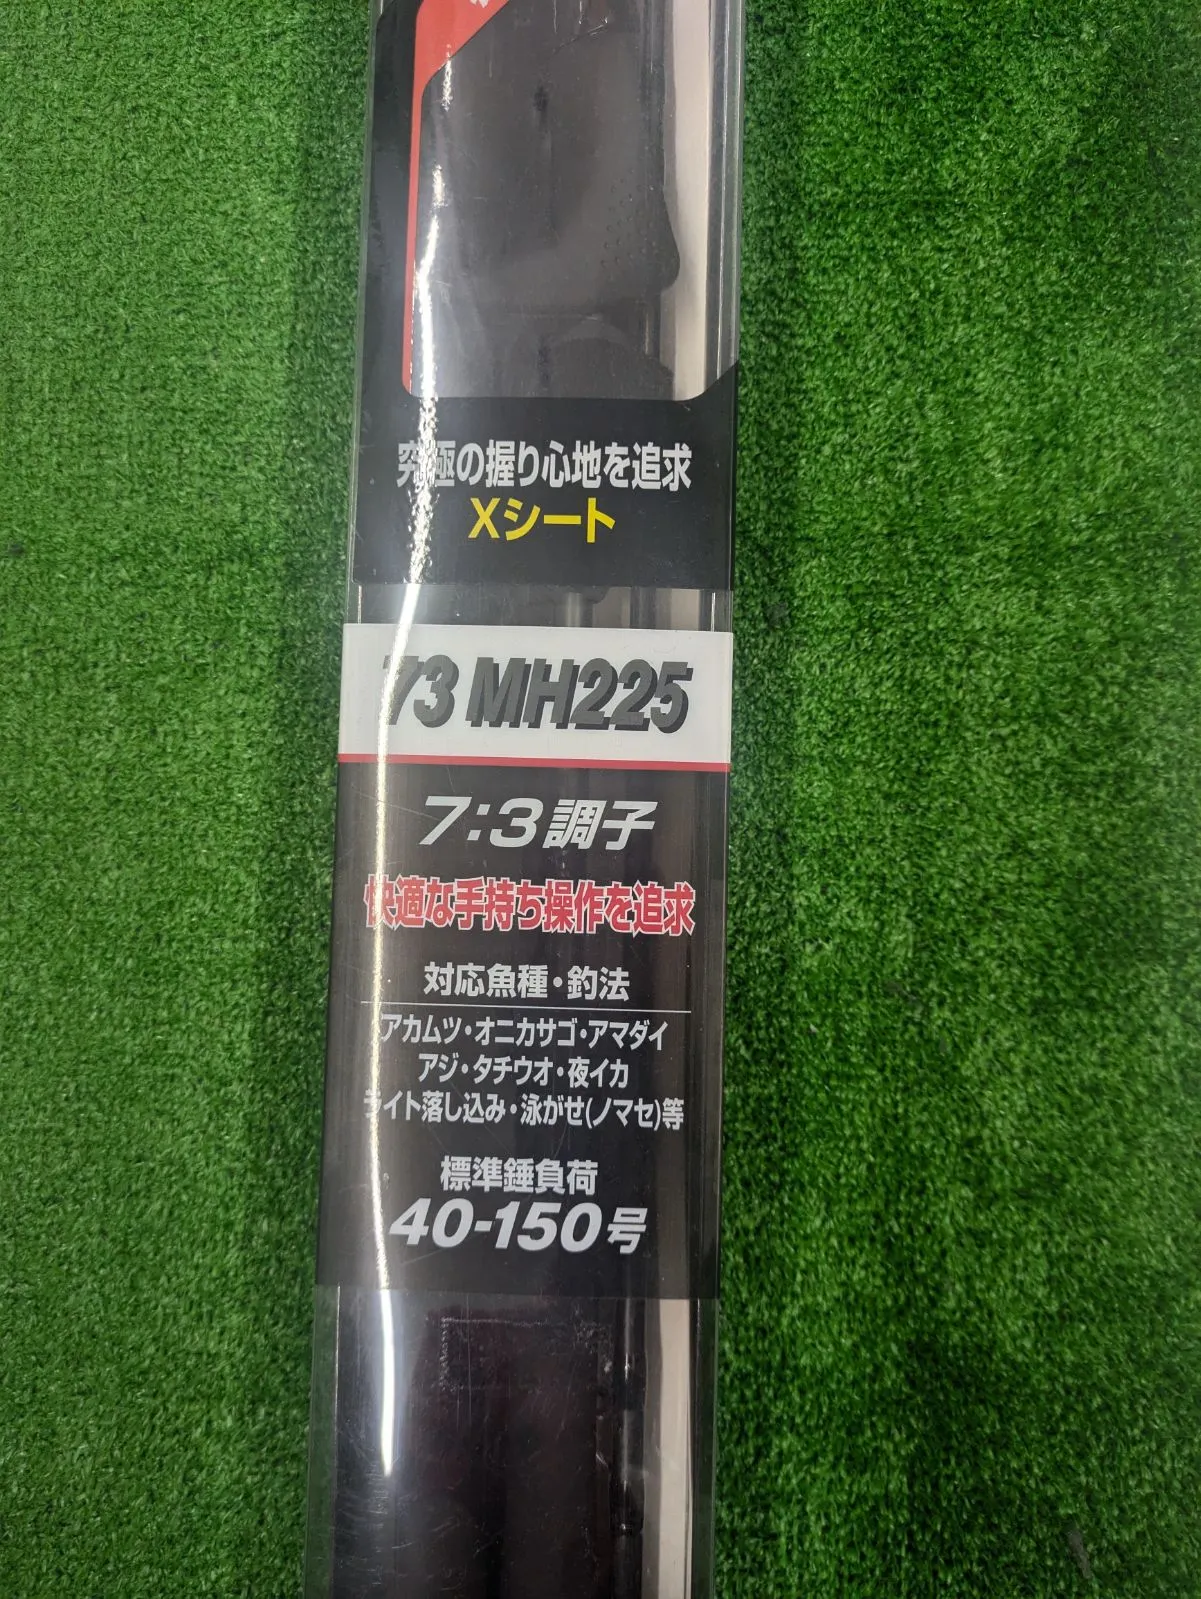 究極の握り心地を追求
Xシート
73 MH225
7:3調子
快適な手持ち操作を追求
対応魚種・釣法
アカムツ・オニカサゴ・アマダイ
アジ・タチウオ・夜イカ
ライト落し込み・泳がせ(ノマセ)等
標準錘負荷
40-150号